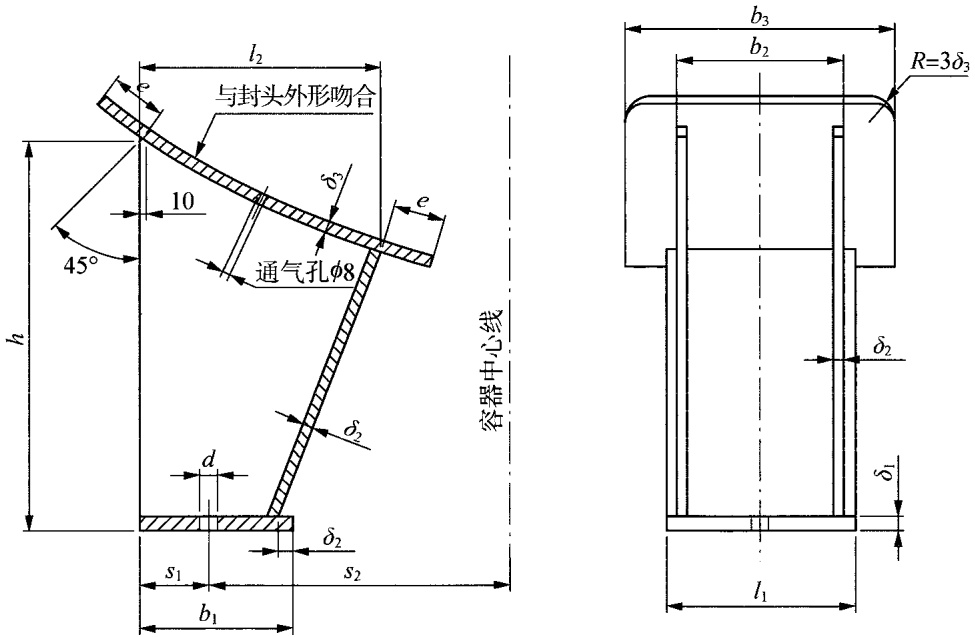 b₃
l₂
b₂
R=3δ₃
e
与封头外形吻合
δ₃
10
e
45°
通气孔ϕ8
h
容器中心线
δ₂
δ₂
d
δ₁
δ₂
s₁
s₂
b₁
l₁